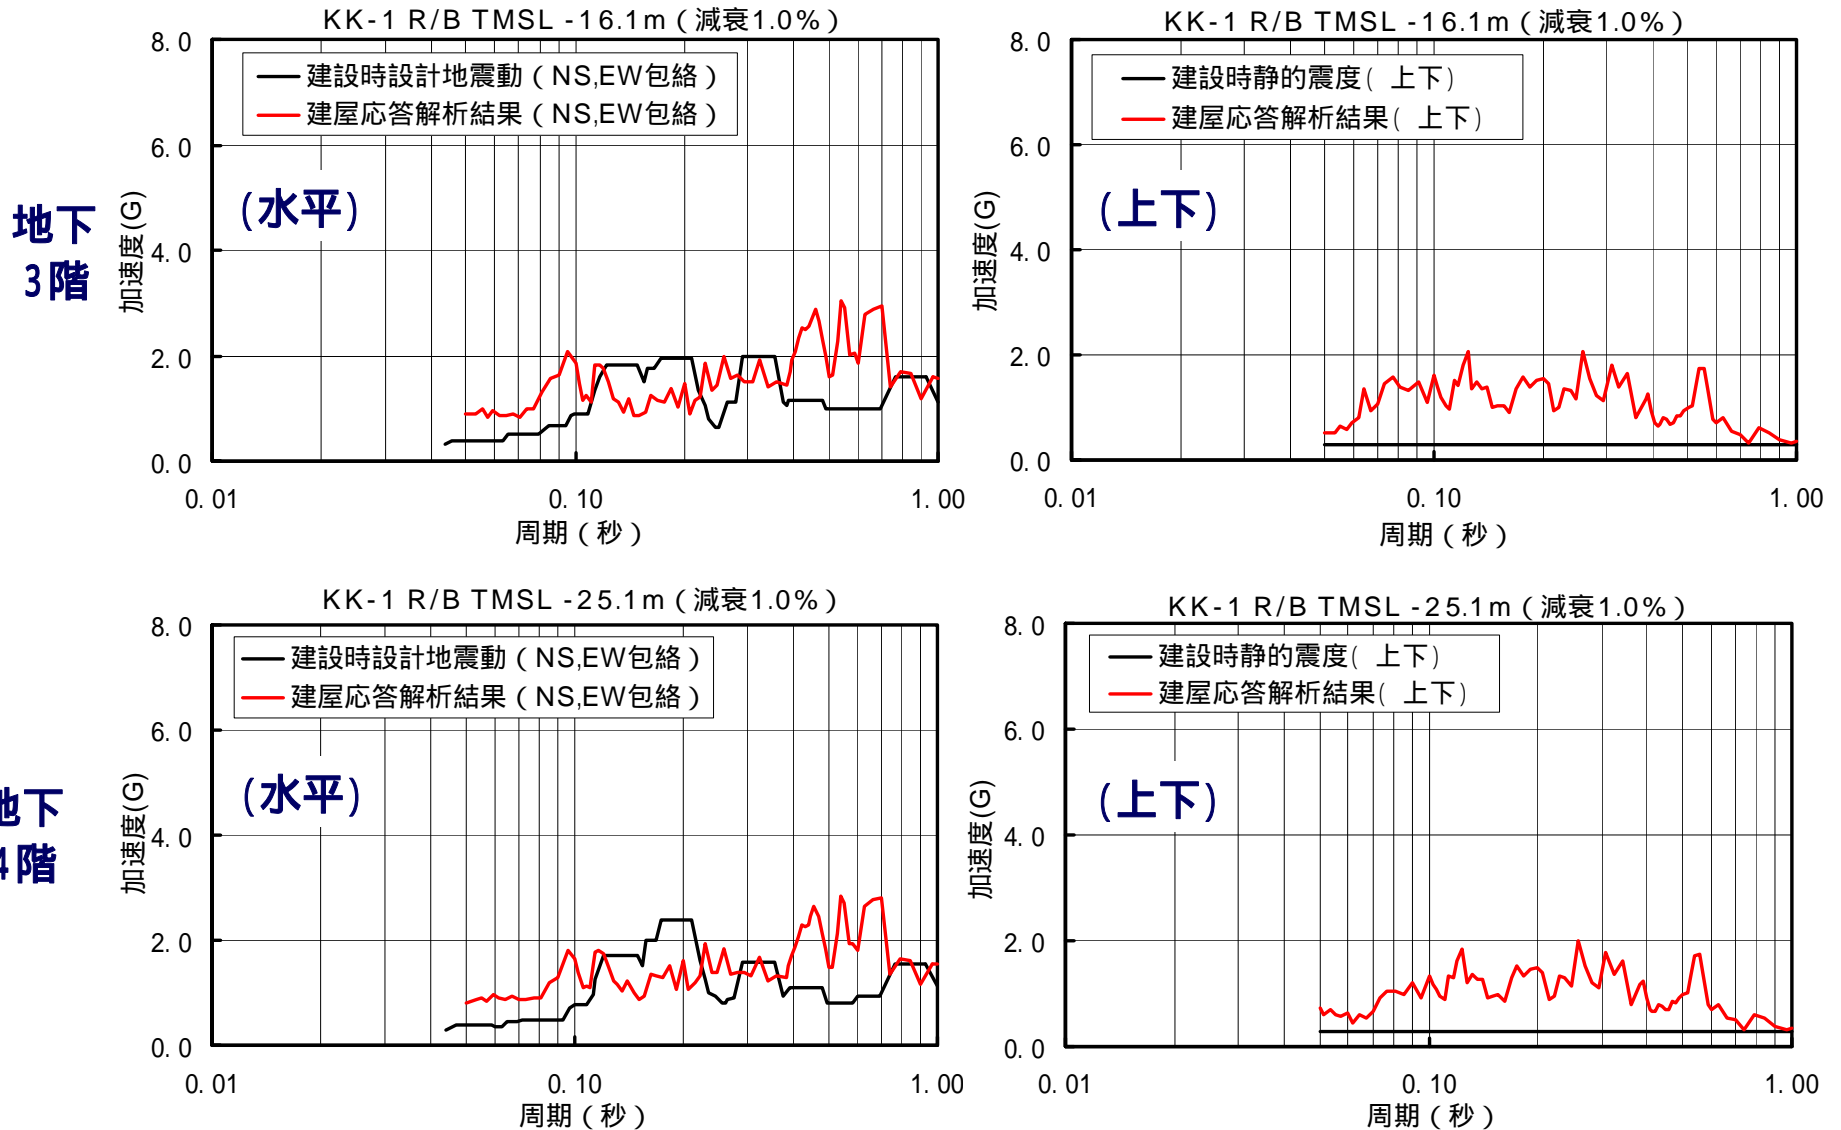 KK-1 R/B TMSL -16.1m（減衰1.0%）
8.0
6.0
4.0
2.0
0.0
加速度(G)
建設時設計地震動（NS,EW包絡）
建屋応答解析結果（NS,EW包絡）
(水平)
地下
3階
0.01
0.10
1.00
周期（秒）
KK-1 R/B TMSL -16.1m（減衰1.0%）
8.0
6.0
4.0
2.0
0.0
加速度(G)
建設時静的震度( 上下)
建屋応答解析結果( 上下)
(上下)
0.01
0.10
1.00
周期（秒）
KK-1 R/B TMSL -25.1m（減衰1.0%）
8.0
6.0
4.0
2.0
0.0
加速度(G)
建設時設計地震動（NS,EW包絡）
建屋応答解析結果（NS,EW包絡）
(水平)
地下
4階
0.01
0.10
1.00
周期（秒）
KK-1 R/B TMSL -25.1m（減衰1.0%）
8.0
6.0
4.0
2.0
0.0
加速度(G)
建設時静的震度( 上下)
建屋応答解析結果( 上下)
(上下)
0.01
0.10
1.00
周期（秒）